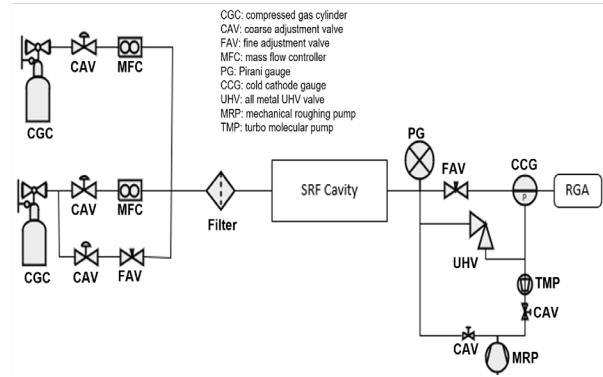 CGC: compressed gas cylinder
CAV: coarse adjustment valve
FAV: fine adjustment valve
MFC: mass flow controller
PG: Pirani gauge
CCG: cold cathode gauge
UHV: all metal UHV valve
MRP: mechanical roughing pump
TMP: turbo molecular pump
CAV MFC
CGC
PG
FAV
CCG
P
RGA
SRF Cavity
CAV MFC
Filter
UHV
CGC
CAV FAV
TMP
CAV
CAV
MRP